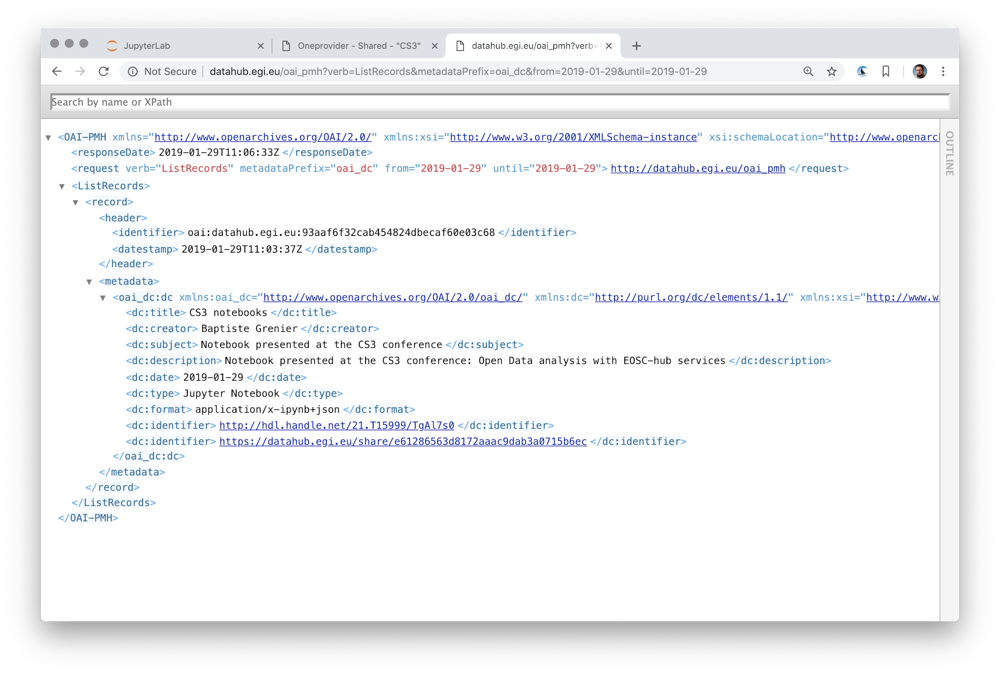 JupyterLab
Oneprovider - Shared - "CS3"
datahub.egi.eu/oai_pmh?verb=
Not Secure
datahub.egi.eu/oai_pmh?verb=ListRecords&metadataPrefix=oai_dc&from=2019-01-29&until=2019-01-29
Search by name or XPath
OUTLINE
<OAI-PMH xmlns="http://www.openarchives.org/OAI/2.0/" xmlns:xsi="http://www.w3.org/2001/XMLSchema-instance" xsi:schemaLocation="http://www.openarch
<responseDate> 2019-01-29T11:06:33Z </responseDate>
<request verb="ListRecords" metadataPrefix="oai_dc" from="2019-01-29" until="2019-01-29"> http://datahub.egi.eu/oai_pmh </request>
<ListRecords>
<record>
<header>
<identifier> oai:datahub.egi.eu:93aaf6f32cab454824dbecaf60e03c68 </identifier>
<datestamp> 2019-01-29T11:03:37Z </datestamp>
</header>
<metadata>
<oai_dc:dc xmlns:oai_dc="http://www.openarchives.org/OAI/2.0/oai_dc/" xmlns:dc="http://purl.org/dc/elements/1.1/" xmlns:xsi="http://www.w
<dc:title> CS3 notebooks </dc:title>
<dc:creator> Baptiste Grenier </dc:creator>
<dc:subject> Notebook presented at the CS3 conference </dc:subject>
<dc:description> Notebook presented at the CS3 conference: Open Data analysis with EOSC-hub services </dc:description>
<dc:date> 2019-01-29 </dc:date>
<dc:type> Jupyter Notebook </dc:type>
<dc:format> application/x-ipynb+json </dc:format>
<dc:identifier> http://hdl.handle.net/21.T15999/TgAl7s0 </dc:identifier>
<dc:identifier> https://datahub.egi.eu/share/e61286563d8172aaac9dab3a0715b6ec </dc:identifier>
</oai_dc:dc>
</metadata>
</record>
</ListRecords>
</OAI-PMH>